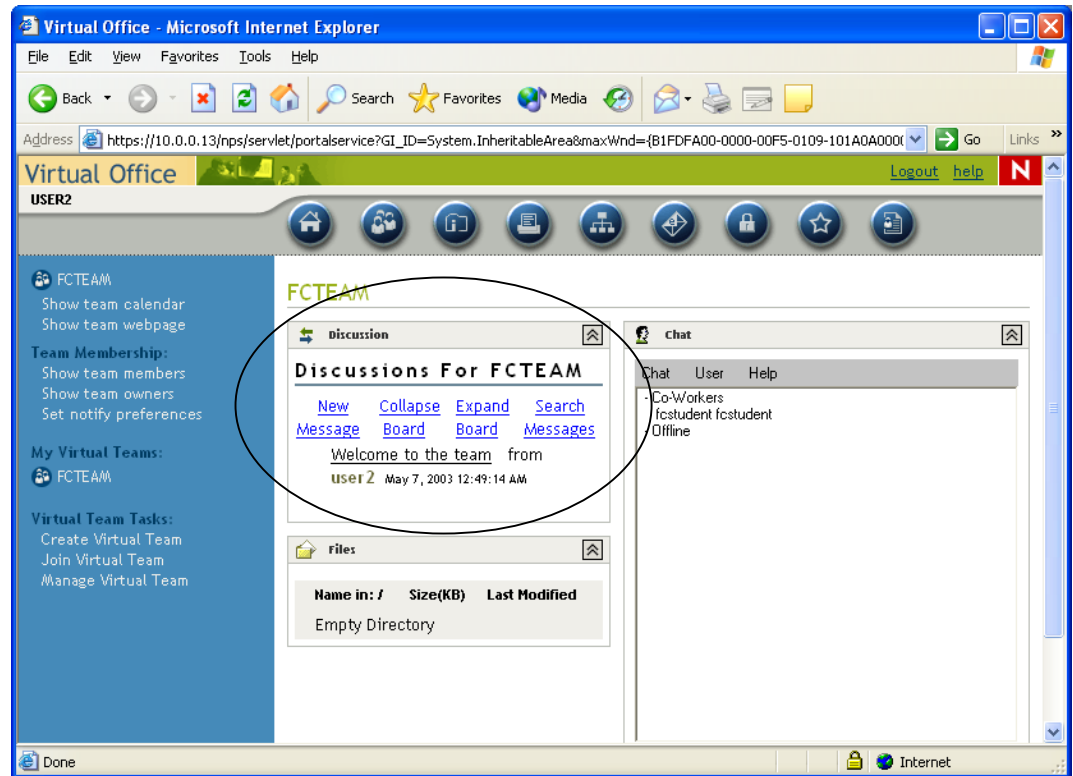 Virtual Office - Microsoft Internet Explorer
File Edit View Favorites Tools Help
Back Search Favorites Media
Address https://10.0.0.13/nps/servlet/portalservice?GI_ID=System.InheritableArea&maxWnd={B1FDFA00-0000-00F5-0109-101A0A0000 Go Links »
Virtual Office Logout help N
USER2
FCTEAM
Show team calendar
Show team webpage
Team Membership:
Show team members
Show team owners
Set notify preferences
My Virtual Teams:
FCTEAM
Virtual Team Tasks:
Create Virtual Team
Join Virtual Team
Manage Virtual Team
FCTEAM
Discussion
Discussions For FCTEAM
New Message Collapse Board Expand Board Search Messages
Welcome to the team from
user2 May 7, 2003 12:49:14 AM
Files
Name in: / Size(KB) Last Modified
Empty Directory
Chat
Chat User Help
- Co-Workers
fcstudent fcstudent
- Offline
Done Internet